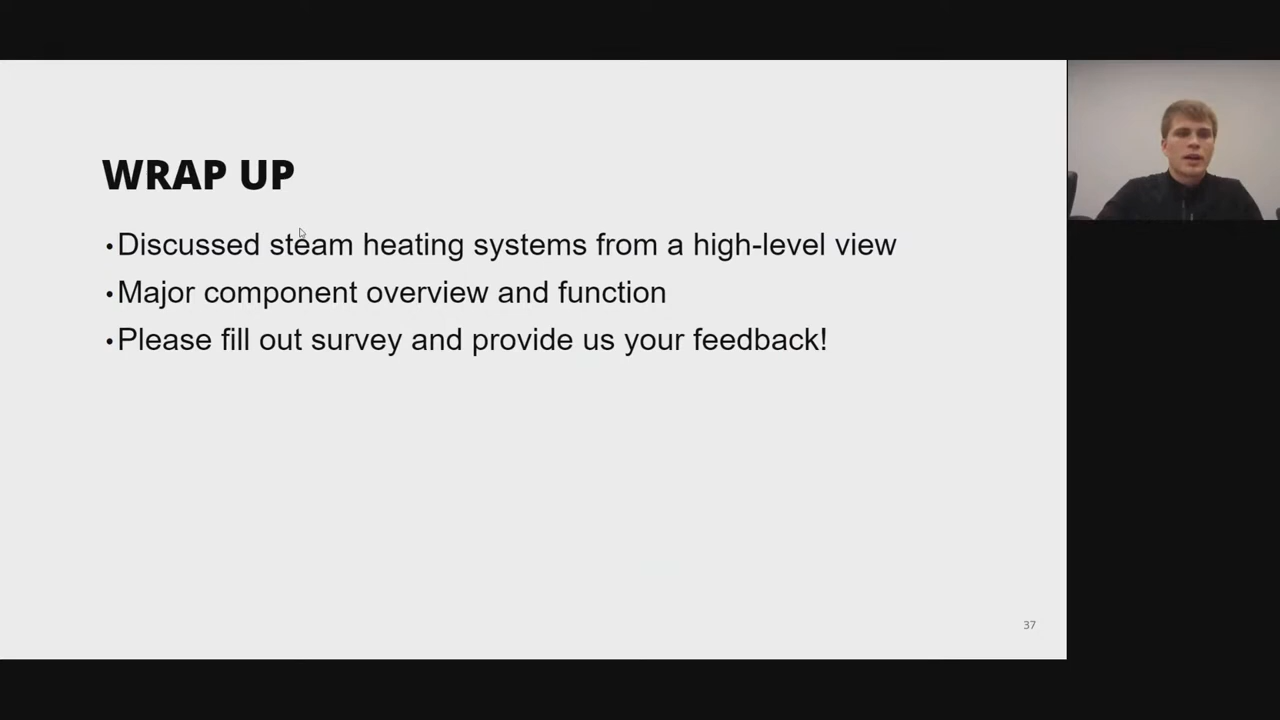 WRAP UP
•Discussed steam heating systems from a high-level view
•Major component overview and function
•Please fill out survey and provide us your feedback!
37